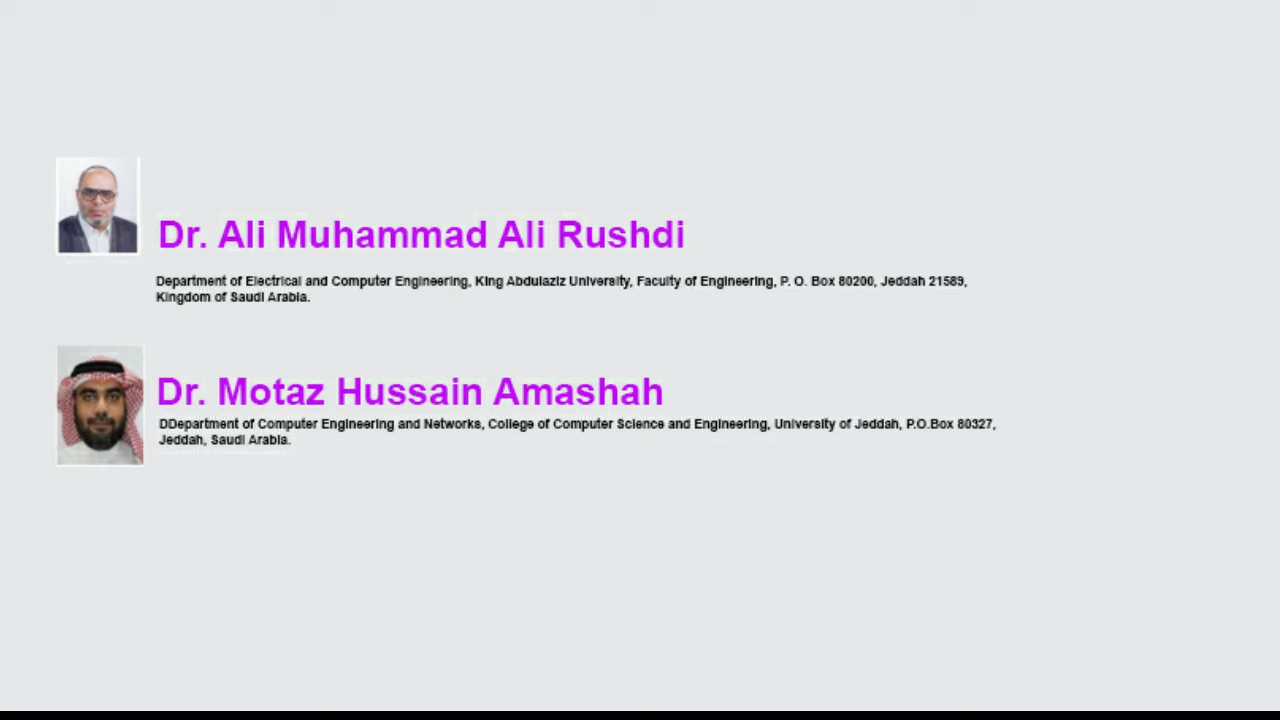 Dr. Ali Muhammad Ali Rushdi
Department of Electrical and Computer Engineering, King Abdulaziz University, Faculty of Engineering, P. O. Box 80200, Jeddah 21589,
Kingdom of Saudi Arabia.
Dr. Motaz Hussain Amashah
DDepartment of Computer Engineering and Networks, College of Computer Science and Engineering, University of Jeddah, P.O.Box 80327,
Jeddah, Saudi Arabia.